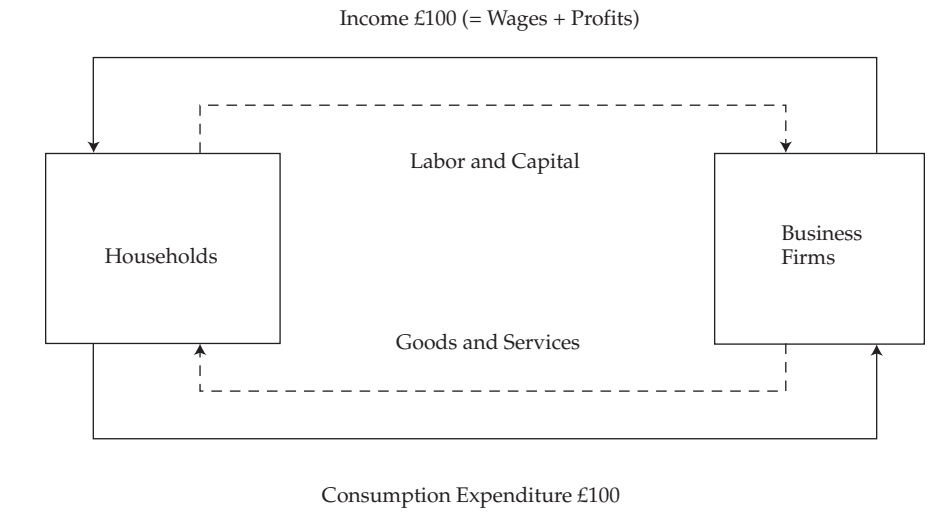 Income £100 (= Wages + Profits)
Labor and Capital
Households
Business
Firms
Goods and Services
Consumption Expenditure £100